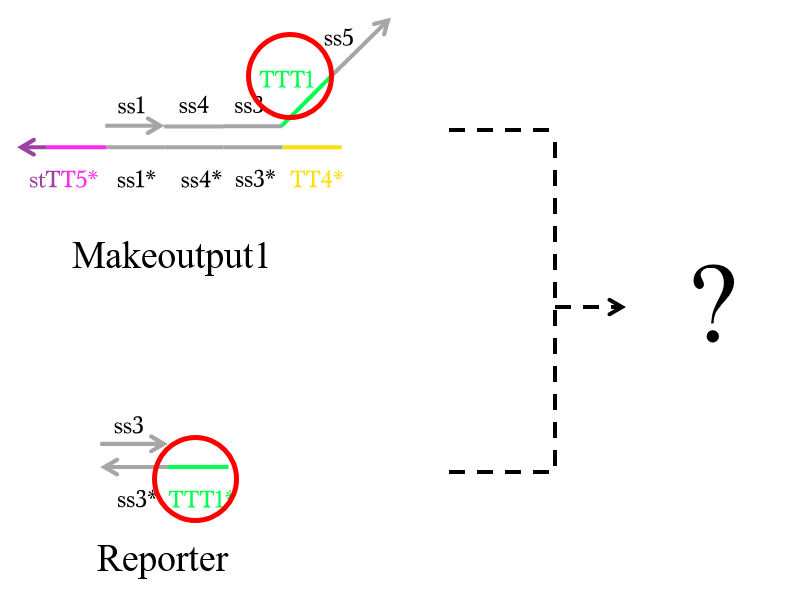 ss5
TTT1
ss1 ss4 ss3
stTT5* ss1* ss4* ss3* TT4*
Makeoutput1
?
ss3
ss3* TTT1*
Reporter